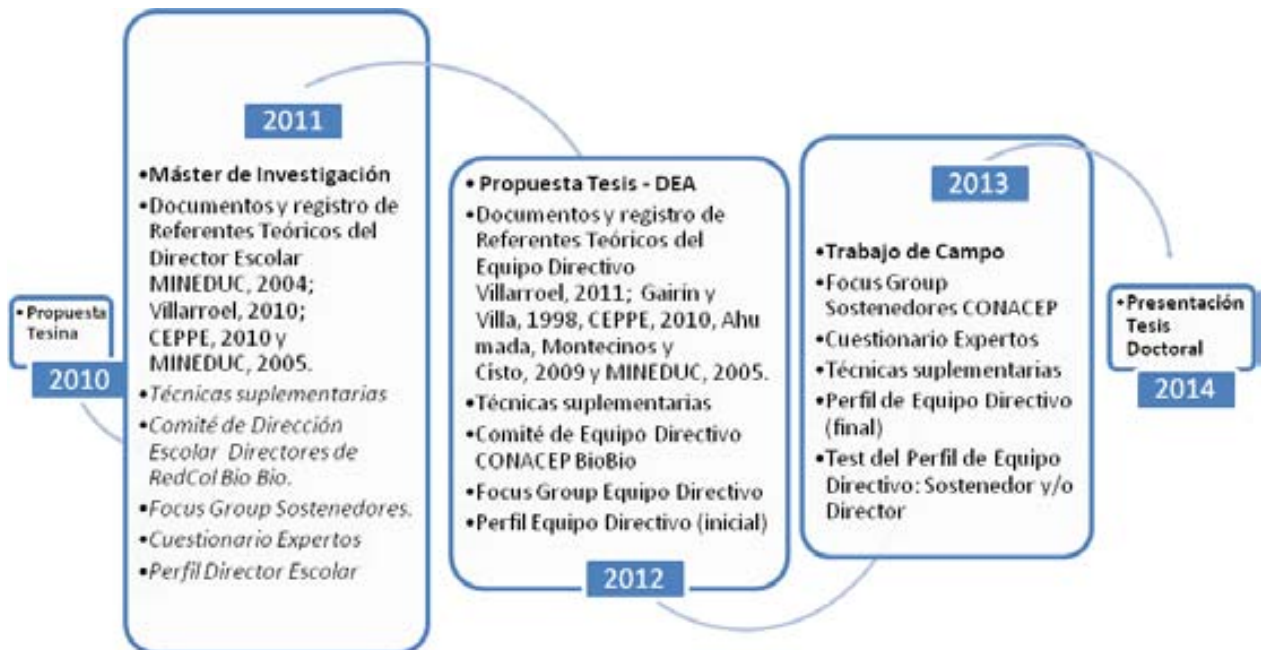 • Propuesta
Tesina
2010
2011
•Máster de Investigación
•Documentos y registro de
Referentes Teóricos del
Director Escolar
MINEDUC, 2004;
Villarroel, 2010;
CEPPE, 2010 y
MINEDUC, 2005.
•Técnicas suplementarias
•Comité de Dirección
Escolar Directores de
RedCol Bio Bio.
•Focus Group Sostenedores.
•Cuestionario Expertos
•Perfil Director Escolar
• Propuesta Tesis - DEA
•Documentos y registro de
Referentes Teóricos del
Equipo Directivo
Villarroel, 2011; Gairín y
Villa, 1998, CEPPE, 2010, Ahu
mada, Montecinos y
Cisto, 2009 y MINEDUC, 2005.
•Técnicas suplementarias
•Comité de Equipo Directivo
CONACEP BioBio
•Focus Group Equipo Directivo
•Perfil Equipo Directivo (inicial)
2012
2013
•Trabajo de Campo
•Focus Group
Sostenedores CONACEP
•Cuestionario Expertos
•Técnicas suplementarias
•Perfil de Equipo Directivo
(final)
•Test del Perfil de Equipo
Directivo: Sostenedor y/o
Director
•Presentación
Tesis
Doctoral
2014